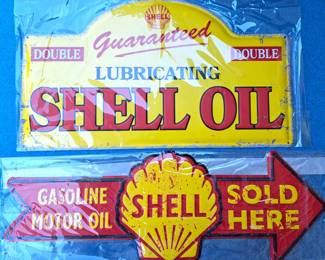 SHELL
Guaranteed
DOUBLE DOUBLE
LUBRICATING
SHELL OIL
GASOLINE SHELL SOLD
MOTOR OIL HERE